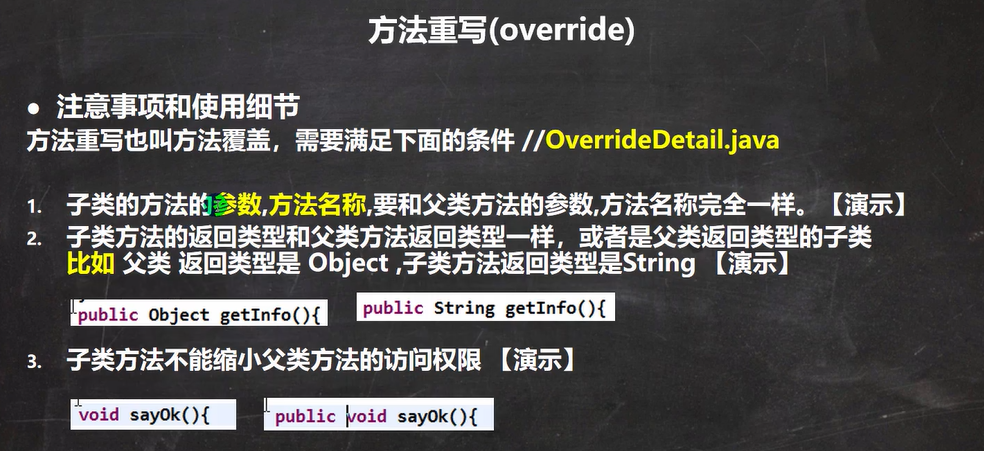 方法重写(override)
● 注意事项和使用细节
方法重写也叫方法覆盖，需要满足下面的条件 //OverrideDetail.java
1. 子类的方法的参数,方法名称,要和父类方法的参数,方法名称完全一样。【演示】
2. 子类方法的返回类型和父类方法返回类型一样，或者是父类返回类型的子类
比如 父类 返回类型是 Object ,子类方法返回类型是String 【演示】
public Object getInfo(){
public String getInfo(){
3. 子类方法不能缩小父类方法的访问权限 【演示】
void sayOk(){
public void sayOk(){